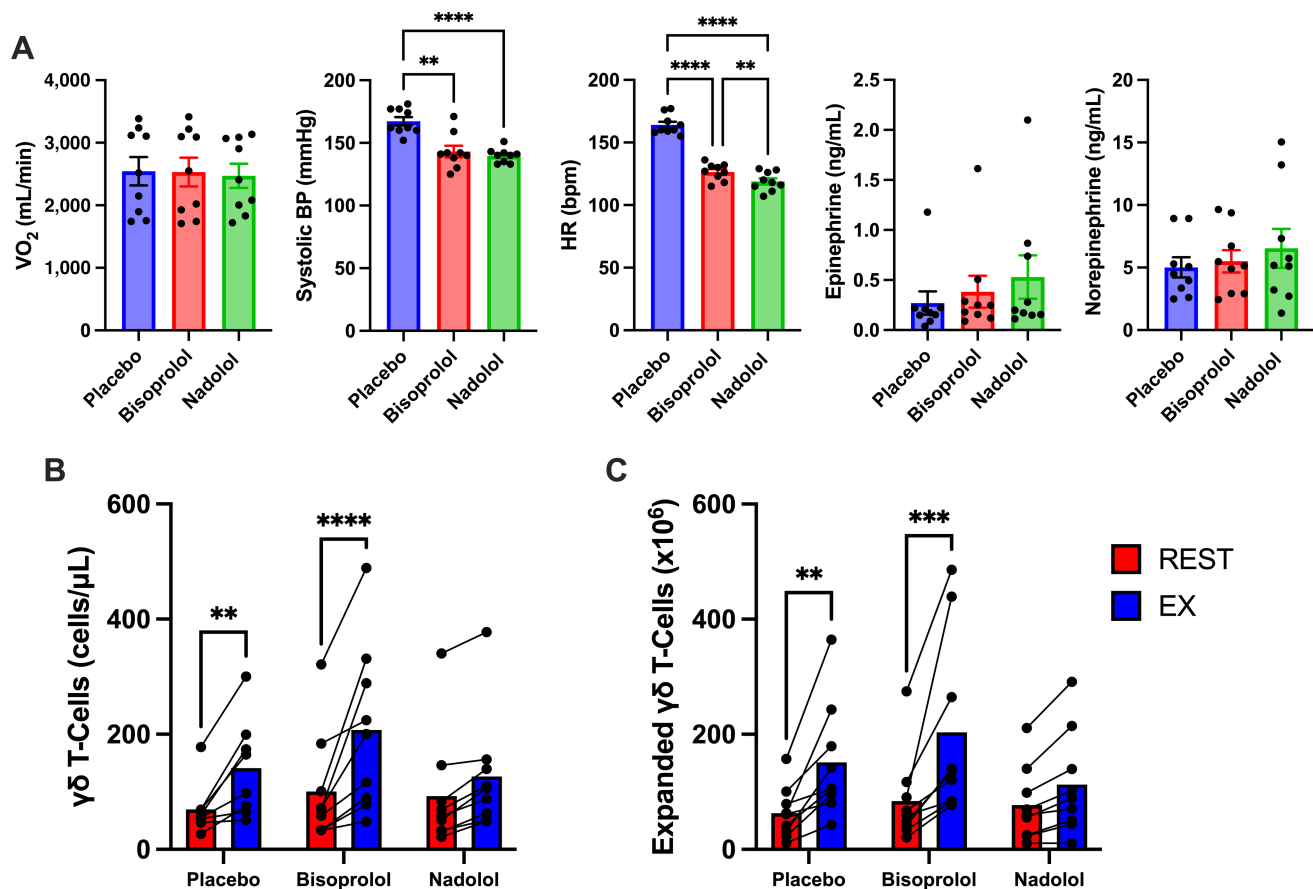 A
VO2 (mL/min)
4,000
3,000
2,000
1,000
0
Placebo
Bisoprolol
Nadolol
Systolic BP (mmHg)
200
150
100
50
0
****
**
Placebo
Bisoprolol
Nadolol
HR (bpm)
200
150
100
50
0
****
****
**
Placebo
Bisoprolol
Nadolol
Epinephrine (ng/mL)
2.5
2.0
1.5
1.0
0.5
0.0
Placebo
Bisoprolol
Nadolol
Norepinephrine (ng/mL)
20
15
10
5
0
Placebo
Bisoprolol
Nadolol
B
γδ T-Cells (cells/μL)
600
400
200
0
**
****
Placebo
Bisoprolol
Nadolol
C
Expanded γδ T-Cells (x10⁶)
600
400
200
0
**
***
Placebo
Bisoprolol
Nadolol
REST
EX